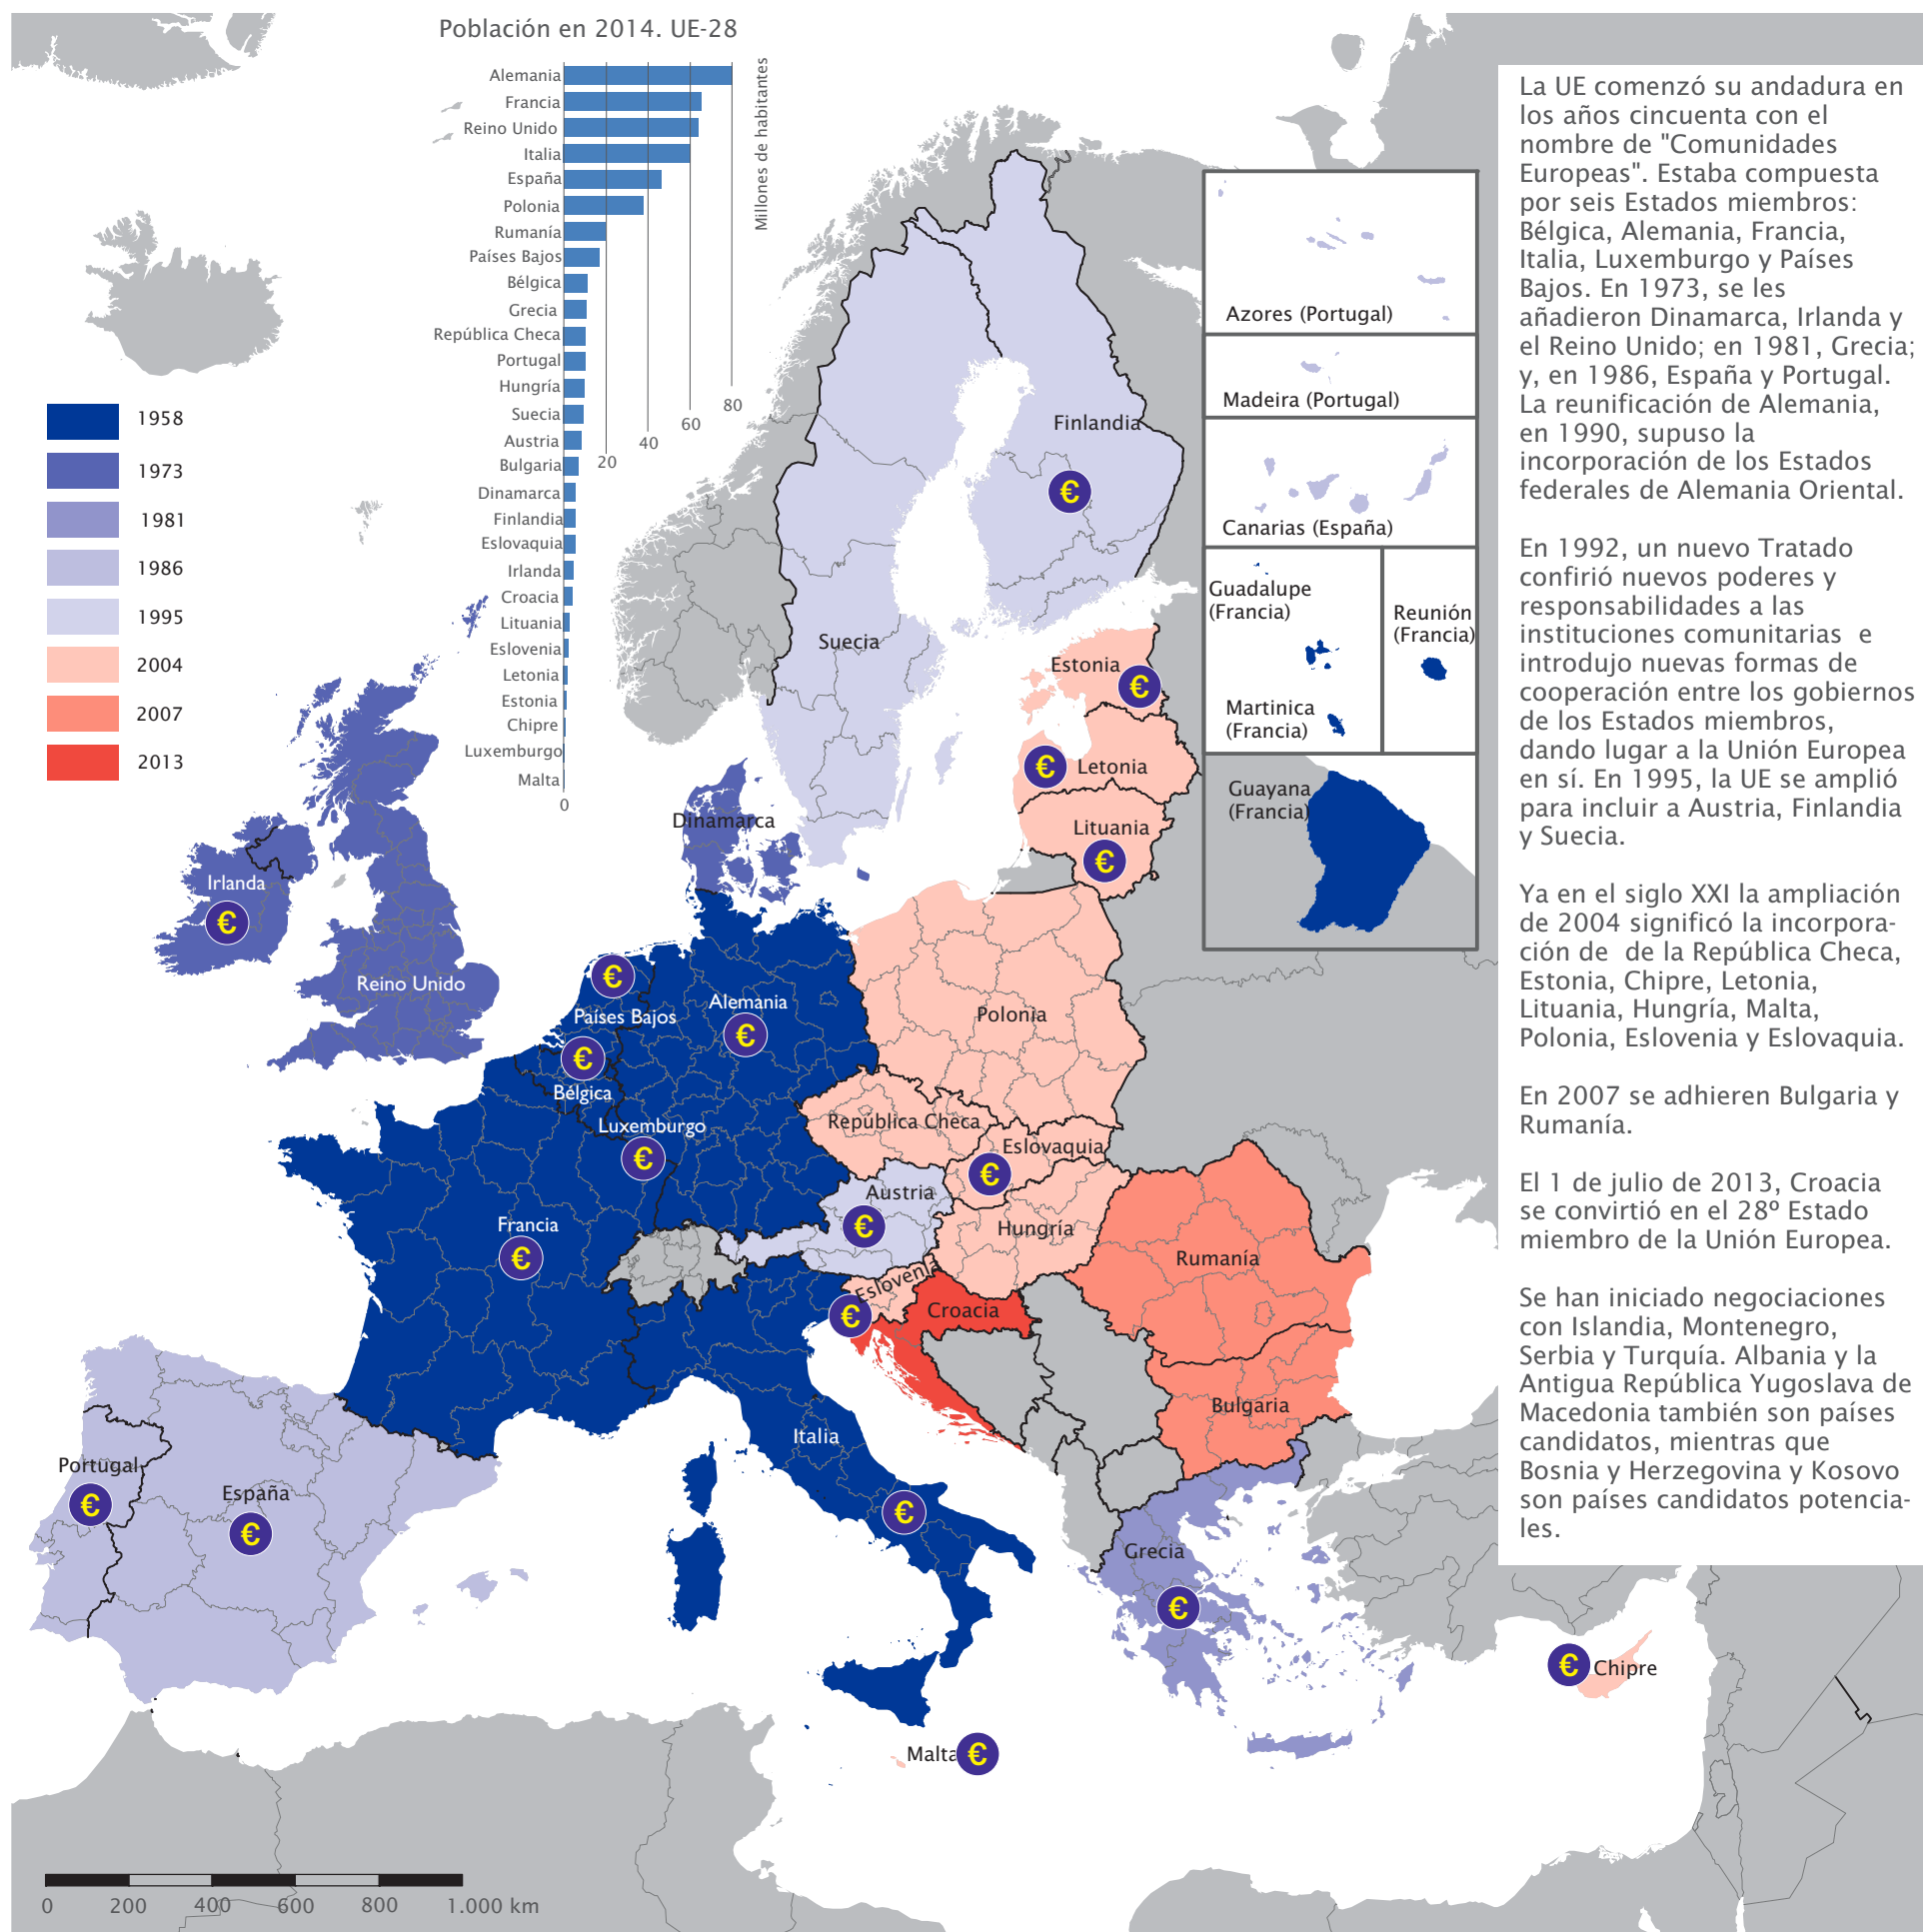 Población en 2014. UE-28
Alemania
Francia
Reino Unido
Italia
España
Polonia
Rumanía
Países Bajos
Bélgica
Grecia
República Checa
Portugal
Hungría
Suecia
Austria
Bulgaria
Dinamarca
Finlandia
Eslovaquia
Irlanda
Croacia
Lituania
Eslovenia
Letonia
Estonia
Chipre
Luxemburgo
Malta
0
20
40
60
80
Millones de habitantes
1958
1973
1981
1986
1995
2004
2007
2013
La UE comenzó su andadura en
los años cincuenta con el
nombre de "Comunidades
Europeas". Estaba compuesta
por seis Estados miembros:
Bélgica, Alemania, Francia,
Italia, Luxemburgo y Países
Bajos. En 1973, se les
añadieron Dinamarca, Irlanda y
el Reino Unido; en 1981, Grecia;
y, en 1986, España y Portugal.
La reunificación de Alemania,
en 1990, supuso la
incorporación de los Estados
federales de Alemania Oriental.
En 1992, un nuevo Tratado
confirió nuevos poderes y
responsabilidades a las
instituciones comunitarias e
introdujo nuevas formas de
cooperación entre los gobiernos
de los Estados miembros,
dando lugar a la Unión Europea
en sí. En 1995, la UE se amplió
para incluir a Austria, Finlandia
y Suecia.
Ya en el siglo XXI la ampliación
de 2004 significó la incorpora-
ción de de la República Checa,
Estonia, Chipre, Letonia,
Lituania, Hungría, Malta,
Polonia, Eslovenia y Eslovaquia.
En 2007 se adhieren Bulgaria y
Rumanía.
El 1 de julio de 2013, Croacia
se convirtió en el 28º Estado
miembro de la Unión Europea.
Se han iniciado negociaciones
con Islandia, Montenegro,
Serbia y Turquía. Albania y la
Antigua República Yugoslava de
Macedonia también son países
candidatos, mientras que
Bosnia y Herzegovina y Kosovo
son países candidatos potencia-
les.
Azores (Portugal)
Madeira (Portugal)
Canarias (España)
Guadalupe
(Francia)
Reunión
(Francia)
Martinica
(Francia)
Guayana
(Francia)
Finlandia
€
Suecia
Estonia
€
€
Letonia
Lituania
€
Dinamarca
Irlanda
€
Reino Unido
€
Países Bajos
Alemania
€
€
Bélgica
Luxemburgo
€
Polonia
República Checa
Eslovaquia
€
Austria
€
Hungría
Francia
€
Eslovenia
€
Croacia
Rumanía
Bulgaria
Italia
€
Portugal
€
España
€
Grecia
€
€
Chipre
Malta
€
0
200
400
600
800
1.000 km